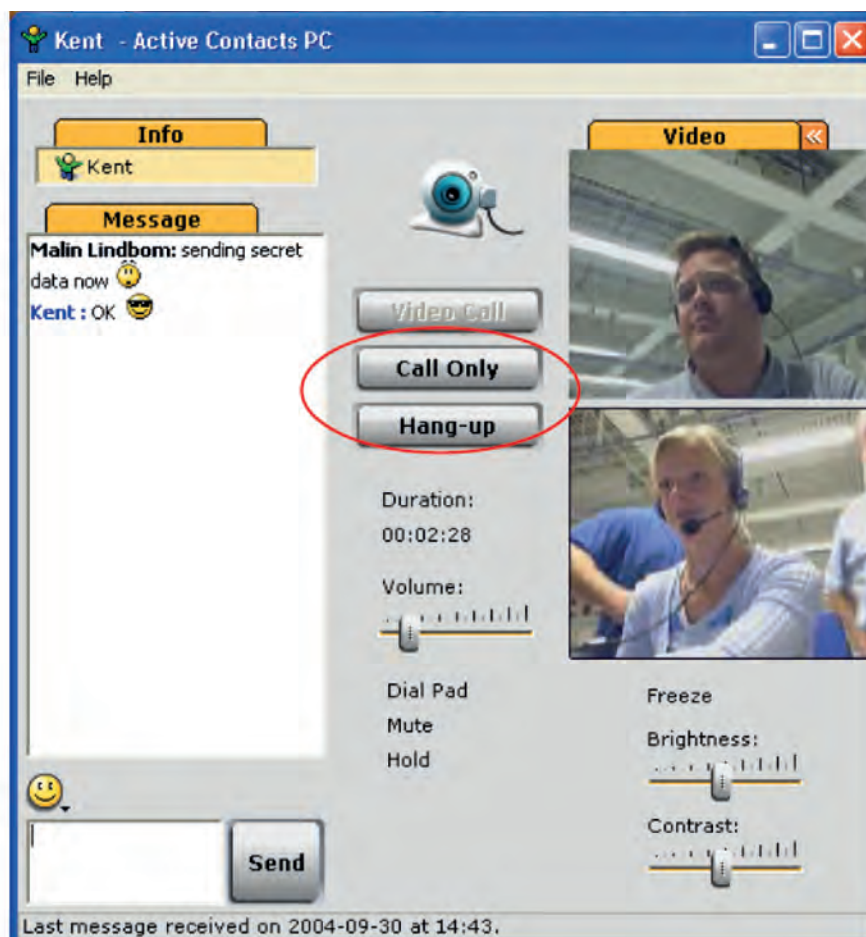 Kent - Active Contacts PC
File Help
Info
Kent
Message
Malin Lindbom: sending secret
data now
Kent : OK
Send
Video Call
Call Only
Hang-up
Duration:
00:02:28
Volume:
Dial Pad
Mute
Hold
Video
Freeze
Brightness:
Contrast:
Last message received on 2004-09-30 at 14:43.